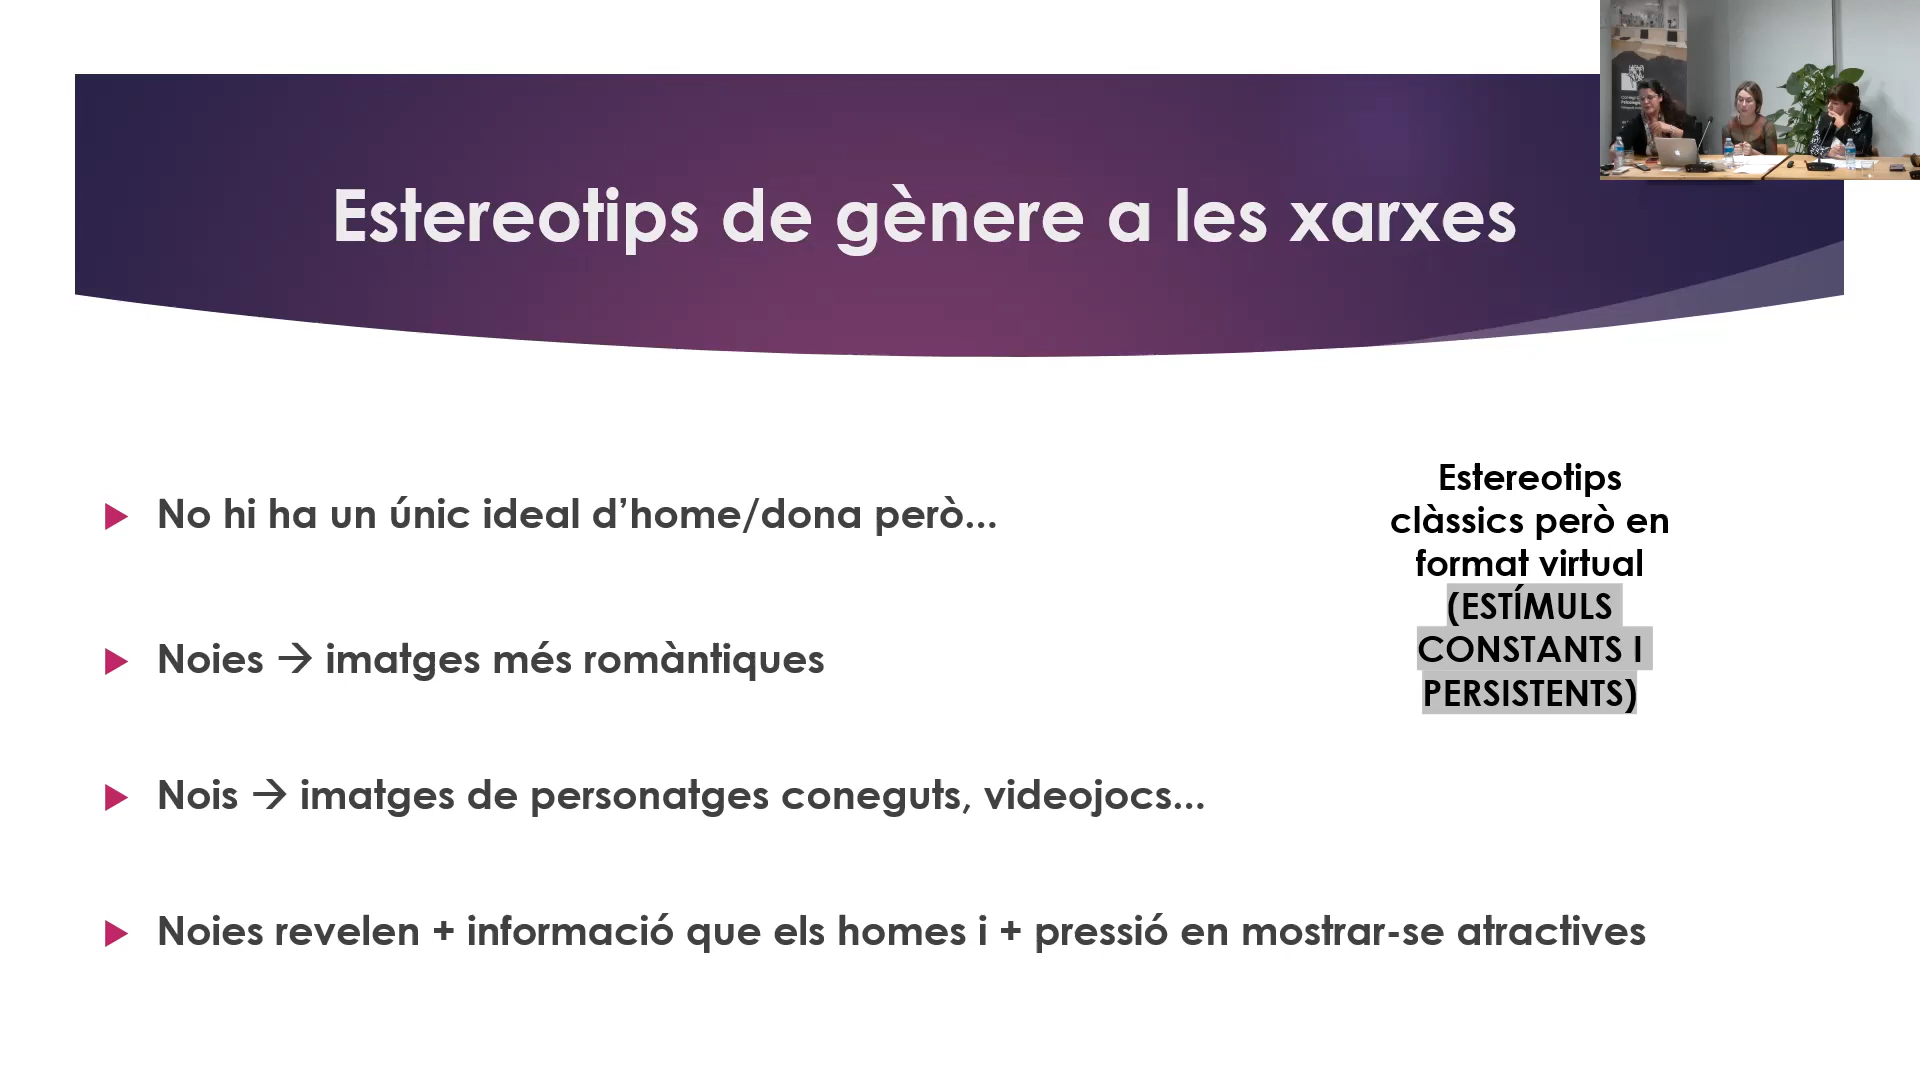 Estereotips de gènere a les xarxes
No hi ha un únic ideal d’home/dona però...
Noies → imatges més romàntiques
Nois → imatges de personatges coneguts, videojocs...
Noies revelen + informació que els homes i + pressió en mostrar-se atractives
Estereotips
clàssics però en
format virtual
(ESTÍMULS
CONSTANTS I
PERSISTENTS)